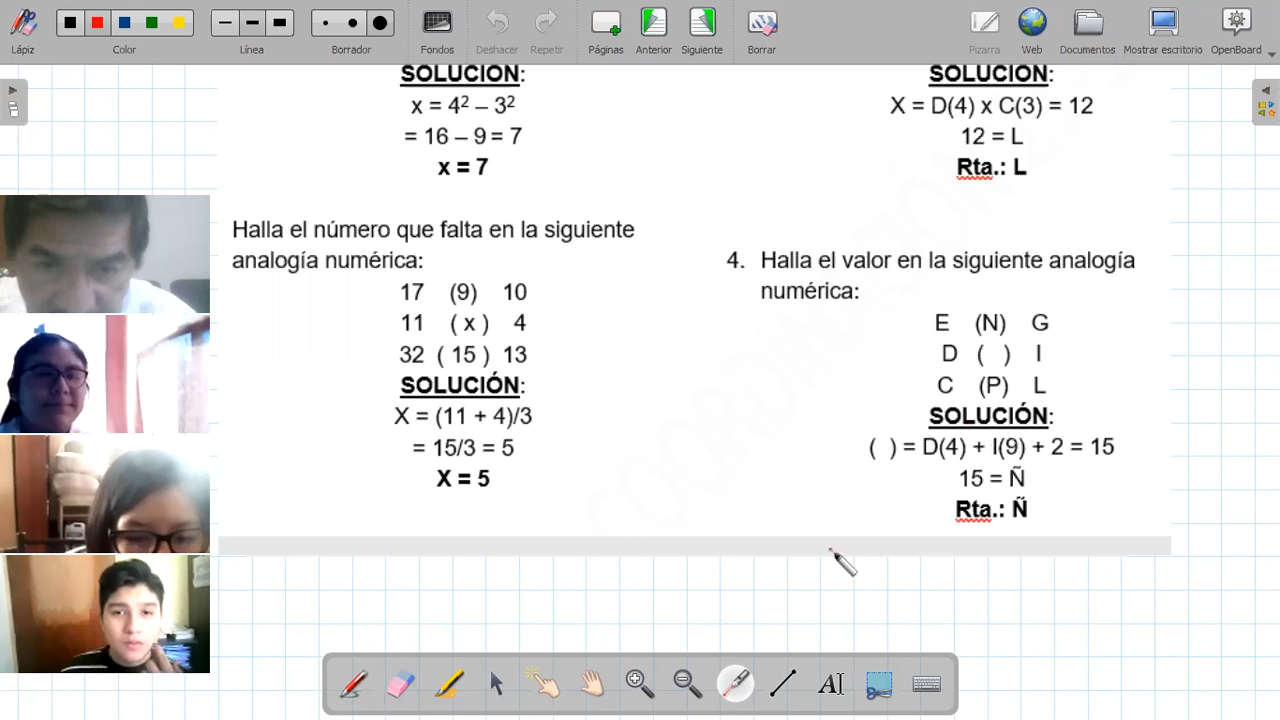 Lápiz
Color
Línea
Borrador
Fondos
Deshacer
Repetir
Páginas
Anterior
Siguiente
Borrar
Pizarra
Web
Documentos
Mostrar escritorio
OpenBoard
SOLUCIÓN:
x = 4² – 3²
= 16 – 9 = 7
x = 7
Halla el número que falta en la siguiente
analogía numérica:
17 (9) 10
11 ( x ) 4
32 ( 15 ) 13
SOLUCIÓN:
X = (11 + 4)/3
= 15/3 = 5
X = 5
SOLUCIÓN:
X = D(4) x C(3) = 12
12 = L
Rta.: L
4. Halla el valor en la siguiente analogía
numérica:
E (N) G
D ( ) I
C (P) L
SOLUCIÓN:
( ) = D(4) + I(9) + 2 = 15
15 = Ñ
Rta.: Ñ
COORDINACIÓN